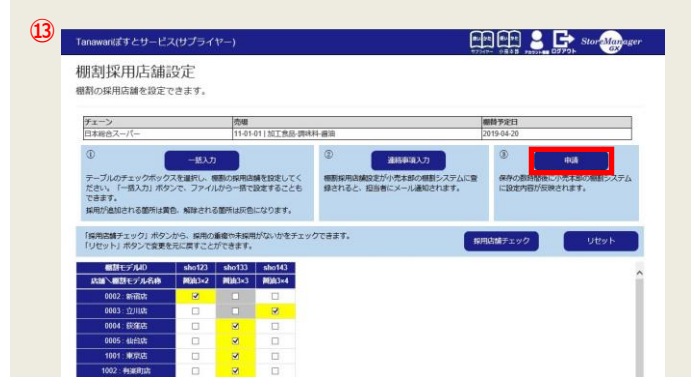 ⑬
Tanawariぽすとサービス(サプライヤー)
ログアウト
StoreManager
GX
棚割採用店舗設定
棚割の採用店舗を設定できます。
チェーン 売場 棚替予定日
日本総合スーパー 11-01-01 | 加工食品-調味料-醤油 2019-04-20
① 一括入力
テーブルのチェックボックスを選択し、棚割の採用店舗を設定してく
ださい。「一括入力」ボタンで、ファイルから一括で設定することも
できます。
採用が追加される箇所は黄色、解除される箇所は灰色になります。
② 連絡事項入力
棚割採用店舗設定が小売本部の棚割システムに登
録されると、担当者にメール通知されます。
③ 申請
保存の数時間後に小売本部の棚割システム
に設定内容が反映されます。
「採用店舗チェック」ボタンから、採用の重複や未採用がないかをチェックできます。
「リセット」ボタンで変更を元に戻すことができます。
採用店舗チェック リセット
棚割モデルID sho123 sho133 sho143
店舗＼棚割モデル名称 醤油3×2 醤油3×3 醤油3×4
0002 : 新宿店
0003 : 立川店
0004 : 荻窪店
0005 : 仙台店
1001 : 東京店
1002 : 有楽町店